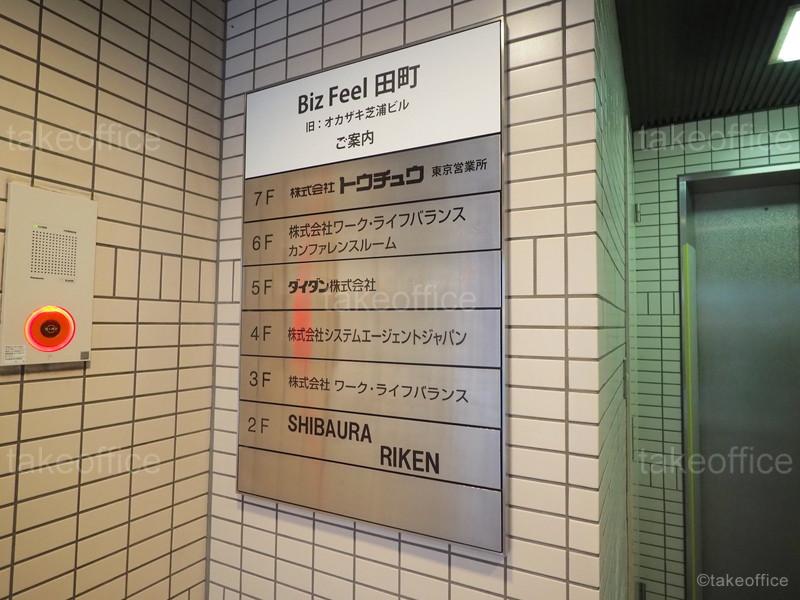 Biz Feel 田町
旧：オカザキ芝浦ビル
ご案内
7F 株式会社 トウチュウ 東京営業所
6F 株式会社ワーク・ライフバランス
カンファレンスルーム
5F ダイダン株式会社
4F 株式会社システムエージェントジャパン
3F 株式会社 ワーク・ライフバランス
2F SHIBAURA
RIKEN
takeoffice
takeoffice
takeoffice
takeoffice
takeoffice
©takeoffice